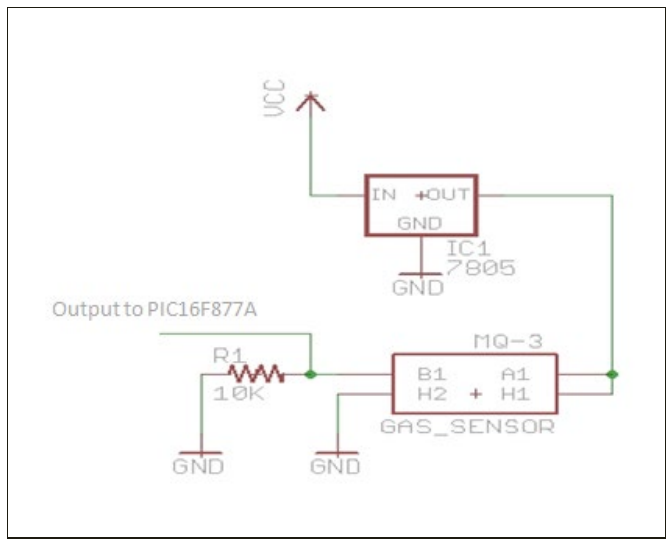 VCC
IN +OUT
GND
IC1
7805
GND
Output to PIC16F877A
MQ-3
R1
B1 A1
10K
H2 + H1
GAS_SENSOR
GND
GND